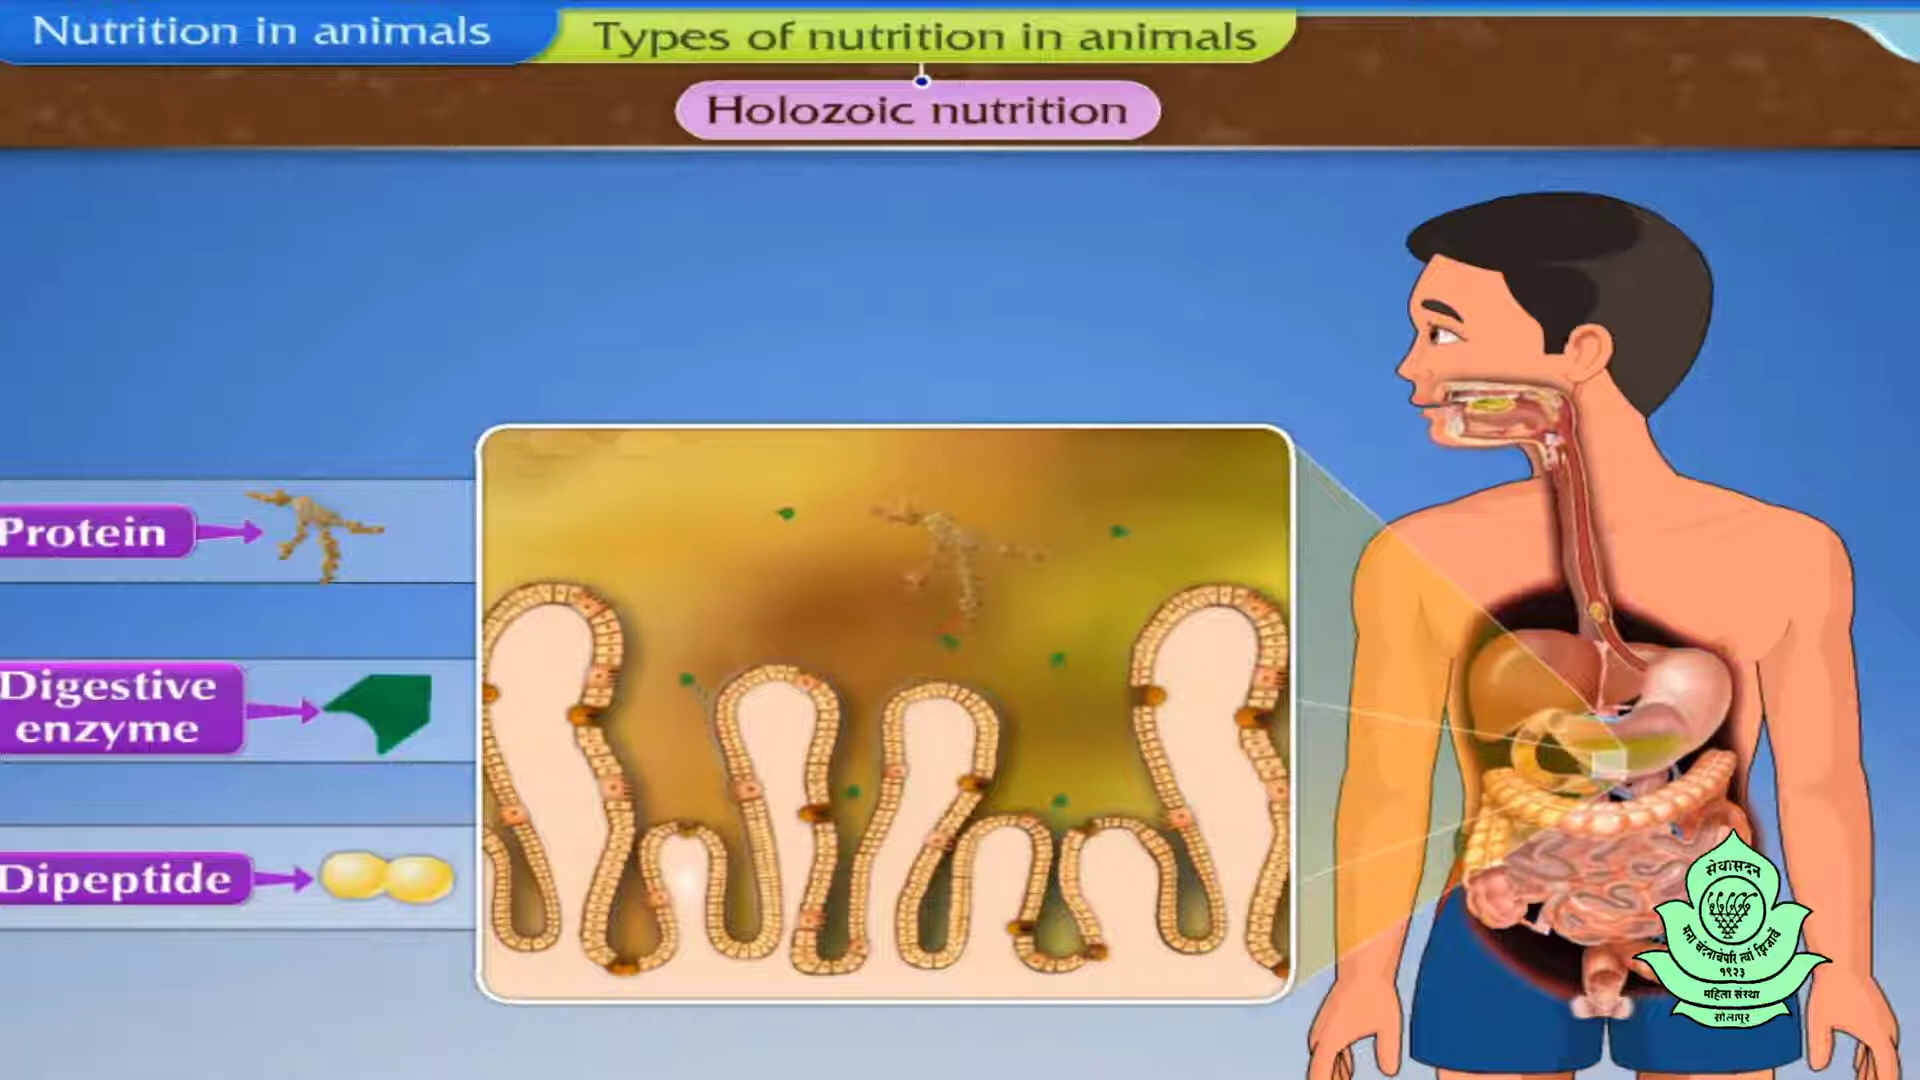 Nutrition in animals
Types of nutrition in animals
Holozoic nutrition
Protein
Digestive
enzyme
Dipeptide
सेवासदन
१९२३
महिला संस्था
सोलापूर